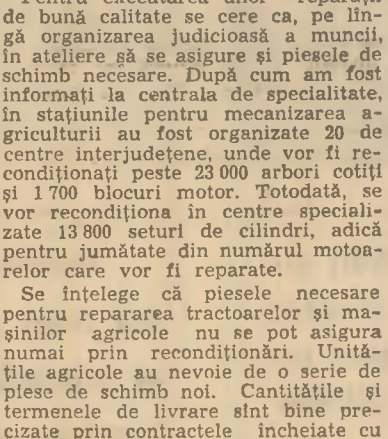 Pentru executarea unor reparații
de bună calitate se cere ca, pe lîn-
gă organizarea judicioasă a muncii,
în ateliere să se asigure și piesele de
schimb necesare. După cum am fost
informați la centrala de specialitate,
în stațiunile pentru mecanizarea a-
griculturii au fost organizate 20 de
centre interjudețene, unde vor fi re-
condiționați peste 23 000 arbori cotiți
și 1 700 blocuri motor. Totodată, se
vor recondiționa în centre speciali-
zate 13 800 seturi de cilindri, adică
pentru jumătate din numărul motoa-
relor care vor fi reparate.
Se înțelege că piesele necesare
pentru repararea tractoarelor și ma-
șinilor agricole nu se pot asigura
numai prin recondiționări. Unită-
țile agricole au nevoie de o serie de
piese de schimb noi. Cantitățile și
termenele de livrare sînt bine pre-
cizate prin contractele încheiate cu